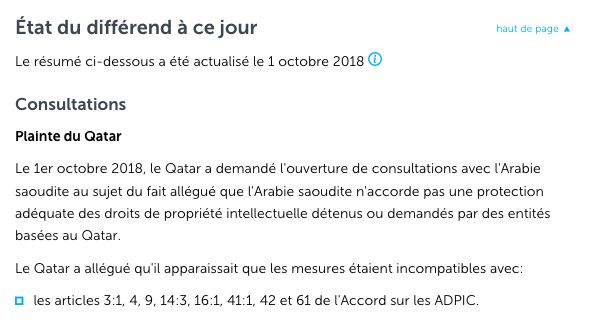 État du différend à ce jour
haut de page ▲
Le résumé ci-dessous a été actualisé le 1 octobre 2018 i
Consultations
Plainte du Qatar
Le 1er octobre 2018, le Qatar a demandé l'ouverture de consultations avec l'Arabie
saoudite au sujet du fait allégué que l'Arabie saoudite n'accorde pas une protection
adéquate des droits de propriété intellectuelle détenus ou demandés par des entités
basées au Qatar.
Le Qatar a allégué qu'il apparaissait que les mesures étaient incompatibles avec:
les articles 3:1, 4, 9, 14:3, 16:1, 41:1, 42 et 61 de l'Accord sur les ADPIC.